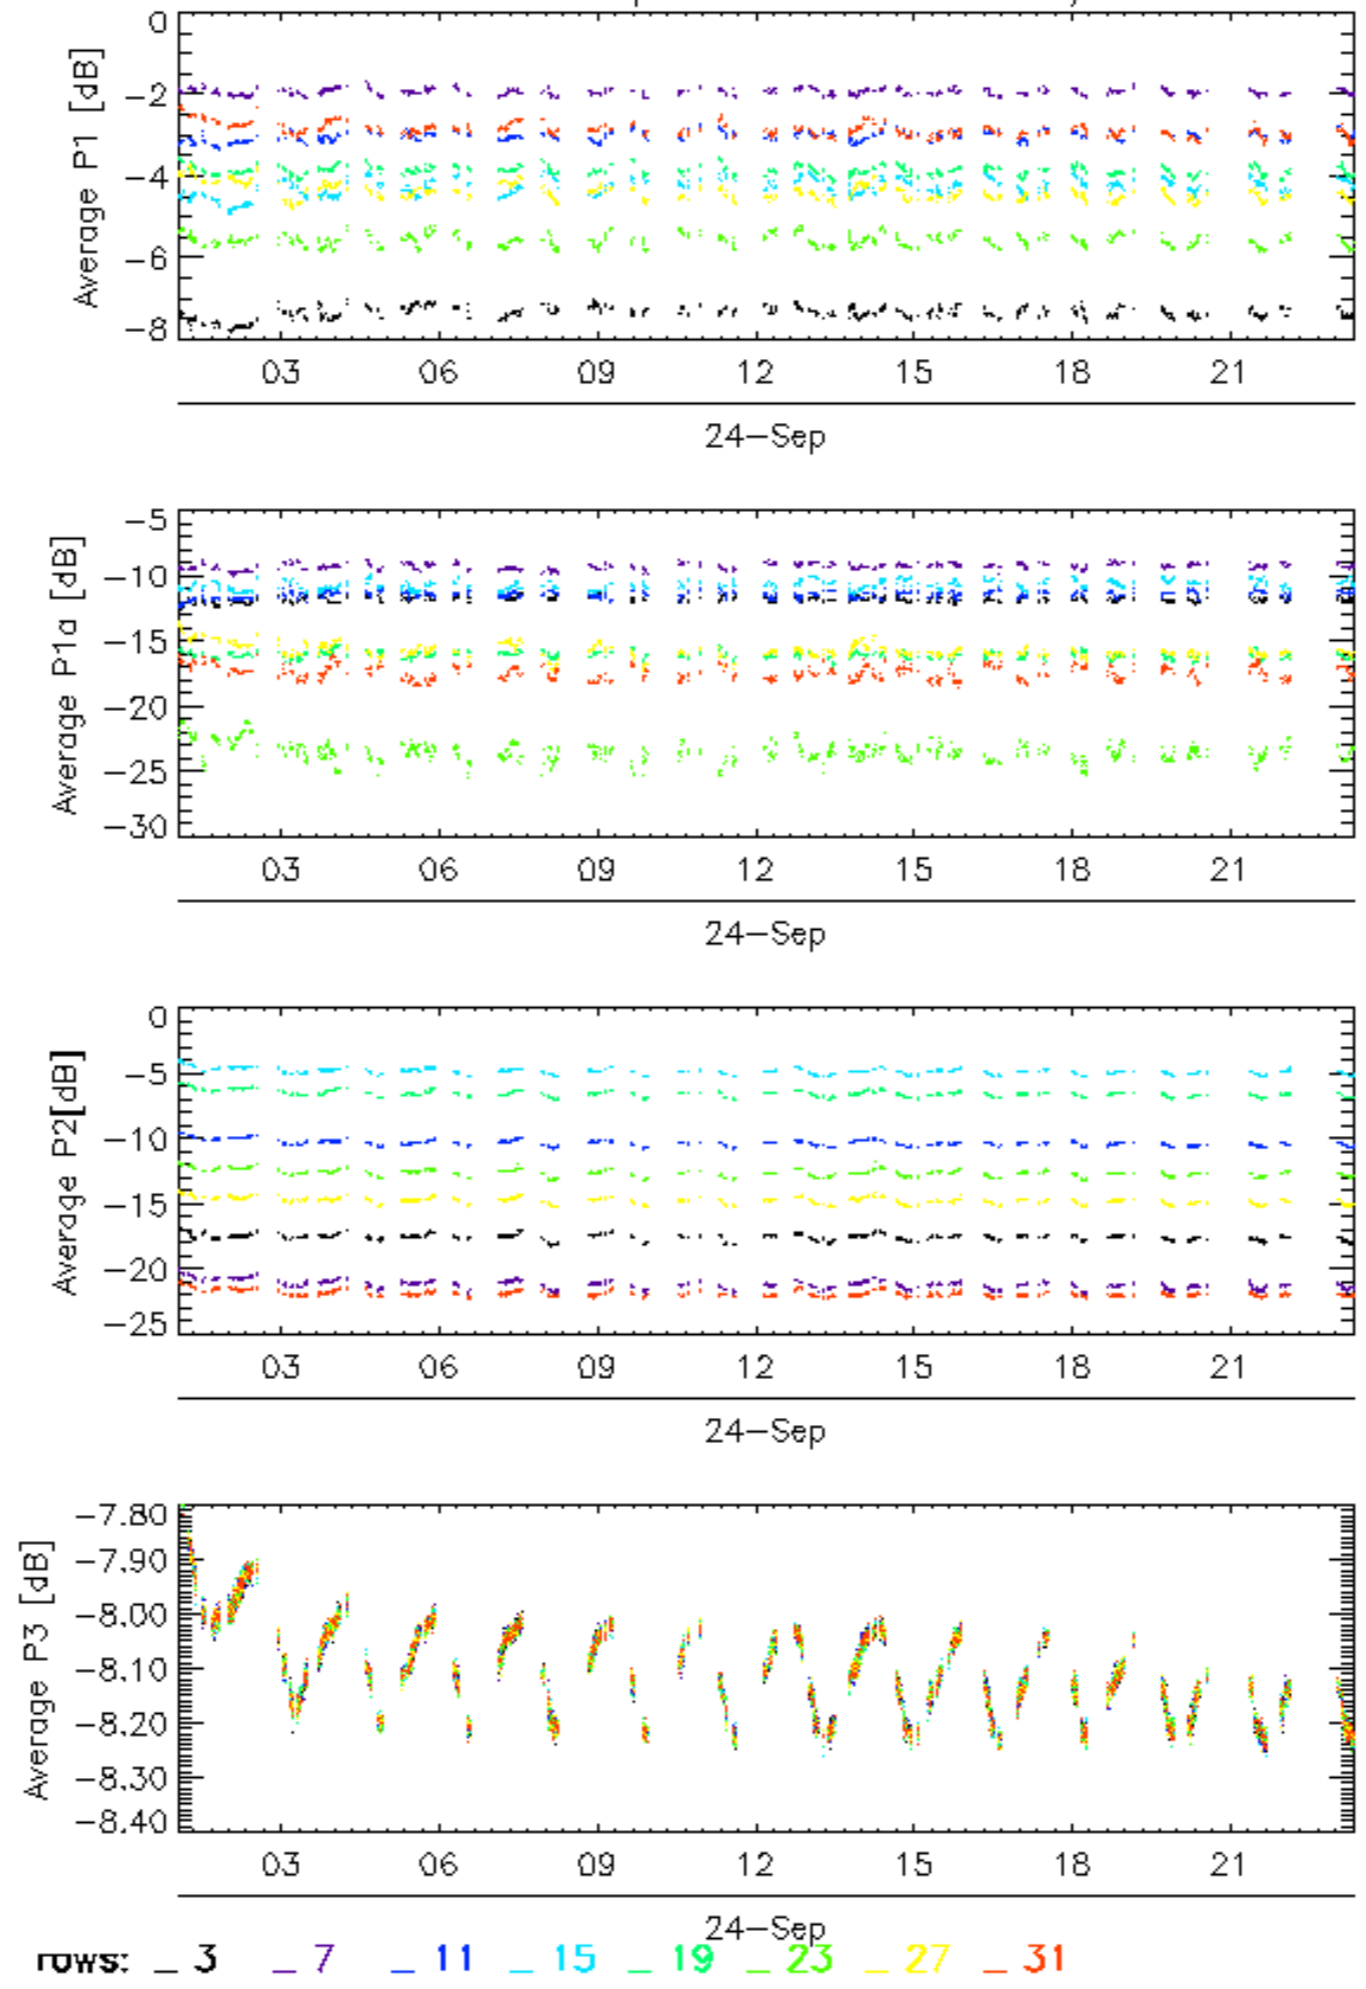 Average P1 [dB]
0
−2
−4
−6
−8
03 06 09 12 15 18 21
24−Sep
Average P1a [dB]
−5
−10
−15
−20
−25
−30
03 06 09 12 15 18 21
24−Sep
Average P2[dB]
0
−5
−10
−15
−20
−25
03 06 09 12 15 18 21
24−Sep
Average P3 [dB]
−7.80
−7.90
−8.00
−8.10
−8.20
−8.30
−8.40
03 06 09 12 15 18 21
24−Sep
rows: _ 3 _ 7 _ 11 _ 15 _ 19 _ 23 _ 27 _ 31